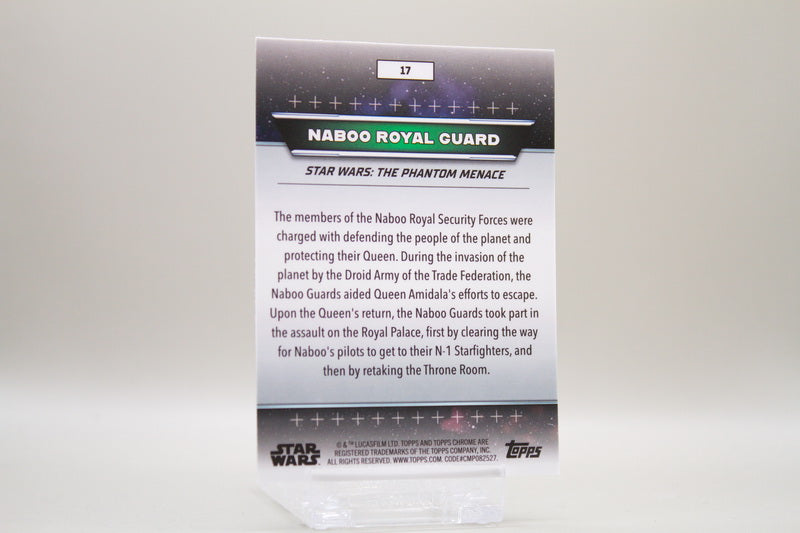 17
NABOO ROYAL GUARD
STAR WARS: THE PHANTOM MENACE
The members of the Naboo Royal Security Forces were
charged with defending the people of the planet and
protecting their Queen. During the invasion of the
planet by the Droid Army of the Trade Federation, the
Naboo Guards aided Queen Amidala's efforts to escape.
Upon the Queen's return, the Naboo Guards took part in
the assault on the Royal Palace, first by clearing the way
for Naboo's pilots to get to their N-1 Starfighters, and
then by retaking the Throne Room.
STAR
WARS
© & ™ LUCASFILM LTD. TOPPS AND TOPPS CHROME ARE
REGISTERED TRADEMARKS OF THE TOPPS COMPANY, INC.
ALL RIGHTS RESERVED. WWW.TOPPS.COM. CODE#CMP082527.
topps